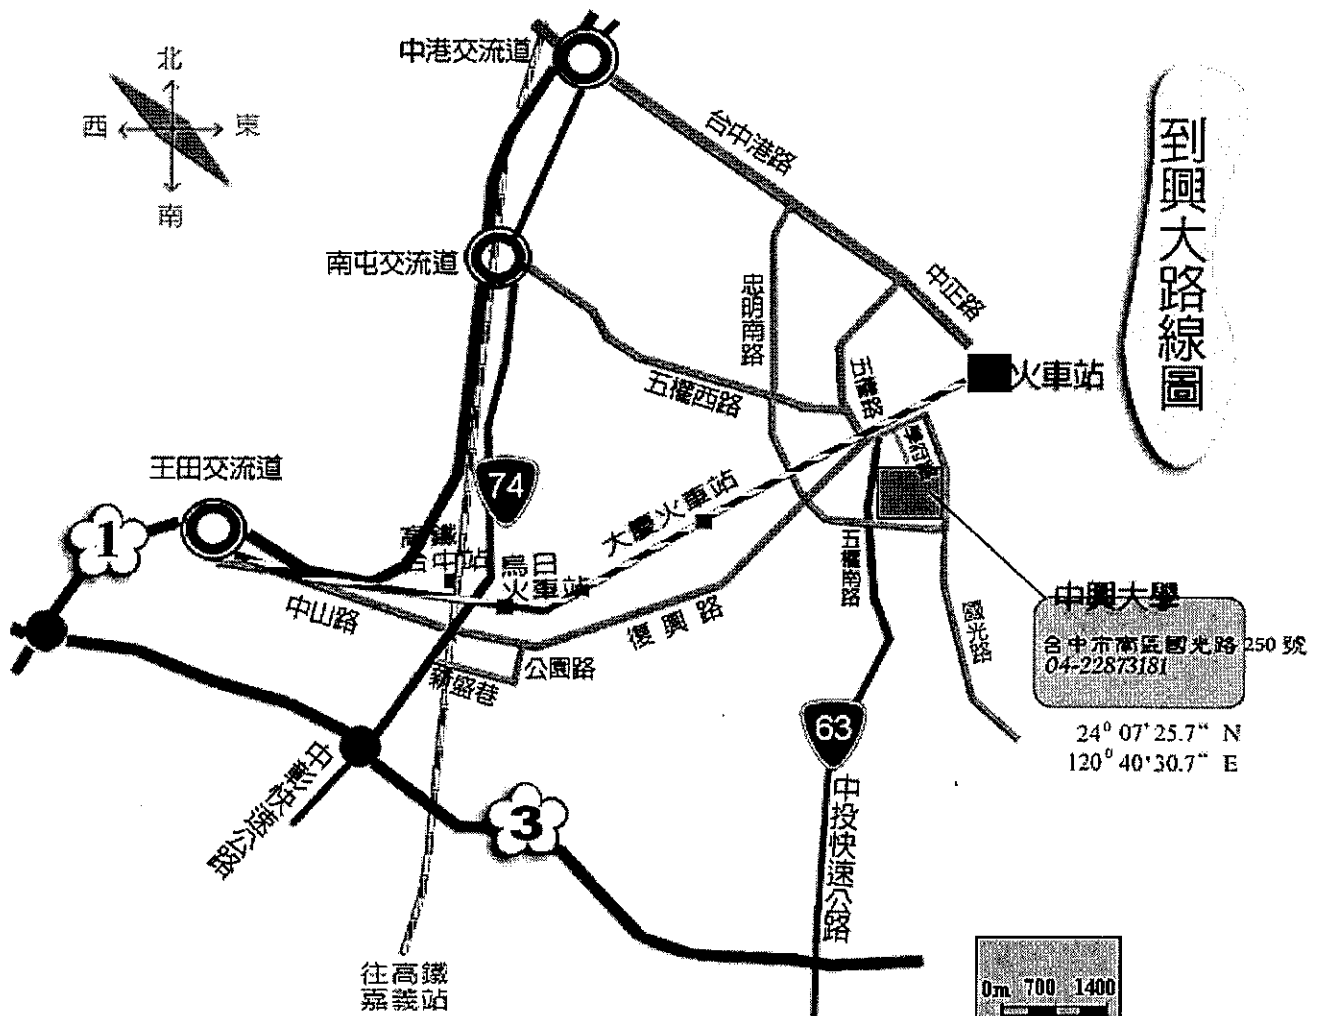 中港交流道
北
西
東
南
台中港路
到興大路線圖
南屯交流道
忠明南路
中正路
五權西路
五權路
火車站
王田交流道
74
1
高鐵
台中站
烏日
火車站
大慶火車站
五權南路
中山路
復興路
國光路
中興大學
台中市南區國光路250號
04-22873181
公園路
新盛巷
63
24⁰ 07' 25.7" N
120⁰ 40' 30.7" E
中彰快速公路
3
中投快速公路
往高鐵
嘉義站
0m 700 1400